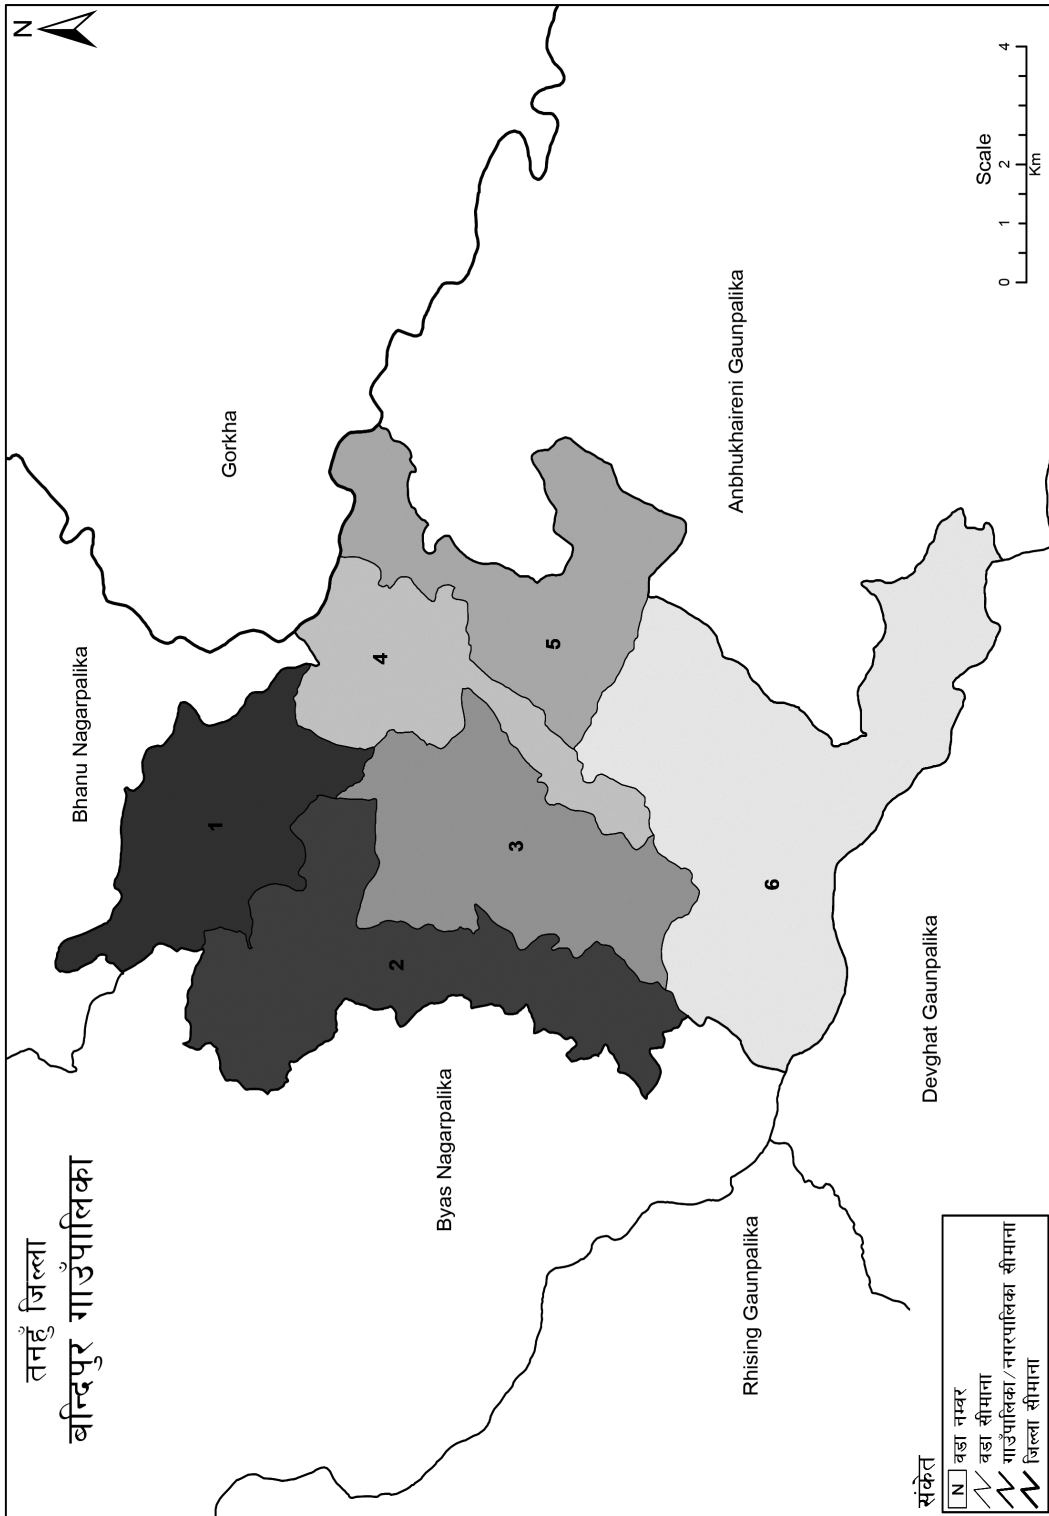 तनहुँ जिल्ला
बन्दिपुर गाउँपालिका
N
Bhanu Nagarpalika
Gorkha
1
2
3
4
5
6
Byas Nagarpalika
Anbhukhaireni Gaunpalika
Rhising Gaunpalika
Devghat Gaunpalika
Scale
0 1 2 4
Km
संकेत
N वडा नम्वर
वडा सीमाना
गाउँपालिका/नगरपालिका सीमाना
जिल्ला सीमाना